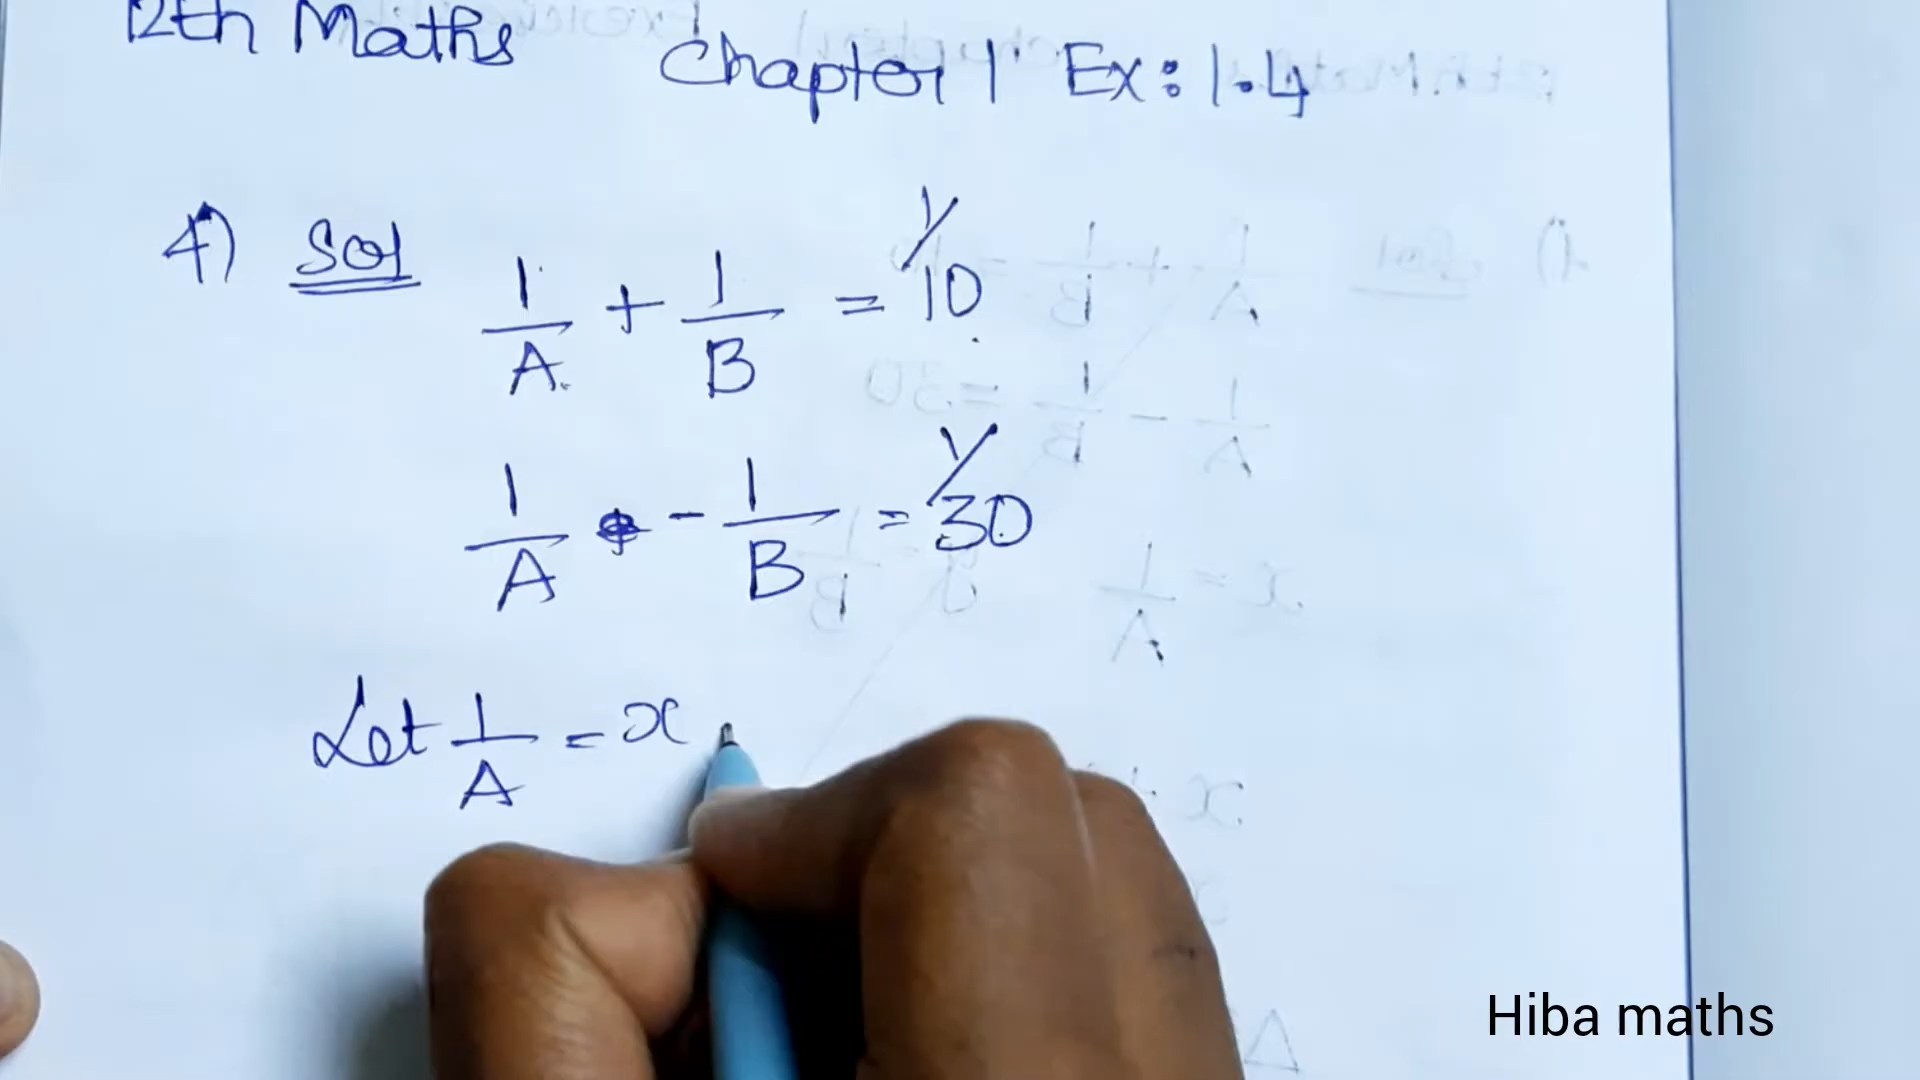 12th Maths Chapter 1 Ex: 1.4
4) Sol 1/A + 1/B = 1/10
1/A - 1/B = 1/30
Let 1/A = x
Hiba maths